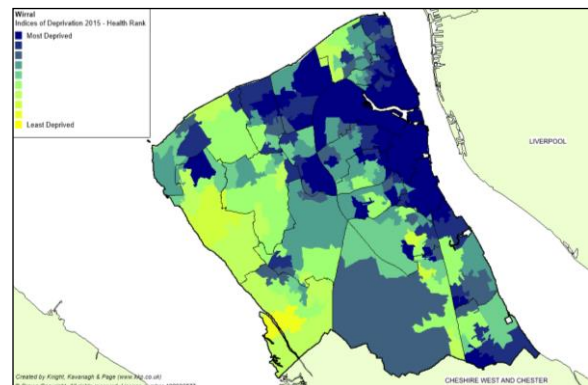 Wirral
Indices of Deprivation 2015 - Health Rank
Most Deprived
Least Deprived
LIVERPOOL
CHESHIRE WEST AND CHESTER
Created by Knight, Kavanagh & Page (www.kkp.co.uk)